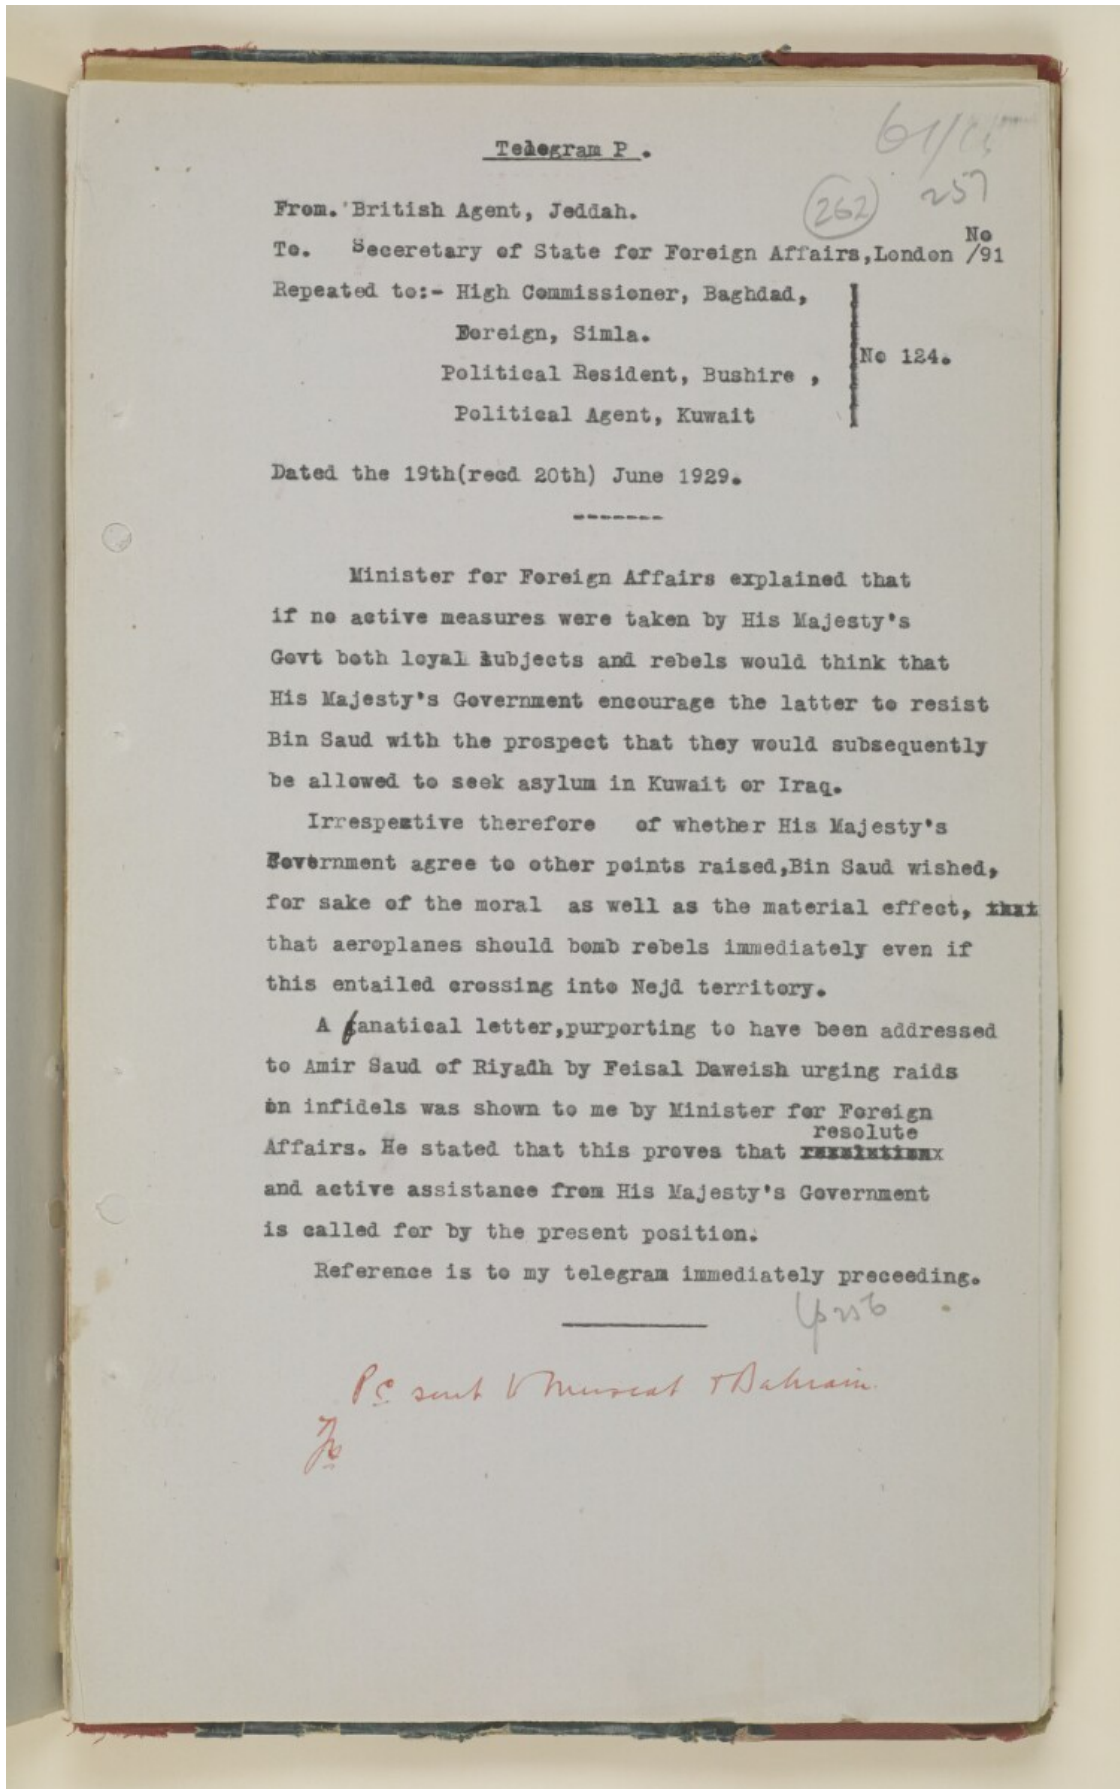 Telegram P.
61/15
262
257
From. British Agent, Jeddah.
No
To. Seceretary of State for Foreign Affairs,London /91
Repeated to:- High Commissioner, Baghdad,
Foreign, Simla.
No 124.
Political Resident, Bushire ,
Political Agent, Kuwait
Dated the 19th(recd 20th) June 1929.
Minister for Foreign Affairs explained that
if no active measures were taken by His Majesty's
Govt both loyal subjects and rebels would think that
His Majesty's Government encourage the latter to resist
Bin Saud with the prospect that they would subsequently
be allowed to seek asylum in Kuwait or Iraq.
Irrespective therefore of whether His Majesty's
Government agree to other points raised,Bin Saud wished,
for sake of the moral as well as the material effect, that
that aeroplanes should bomb rebels immediately even if
this entailed crossing into Nejd territory.
A fanatical letter,purporting to have been addressed
to Amir Saud of Riyadh by Feisal Daweish urging raids
on infidels was shown to me by Minister for Foreign
resolute
Affairs. He stated that this proves that
and active assistance from His Majesty's Government
is called for by the present position.
Reference is to my telegram immediately preceeding.
p 256
P.C. sent to Muscat & Bahrain.